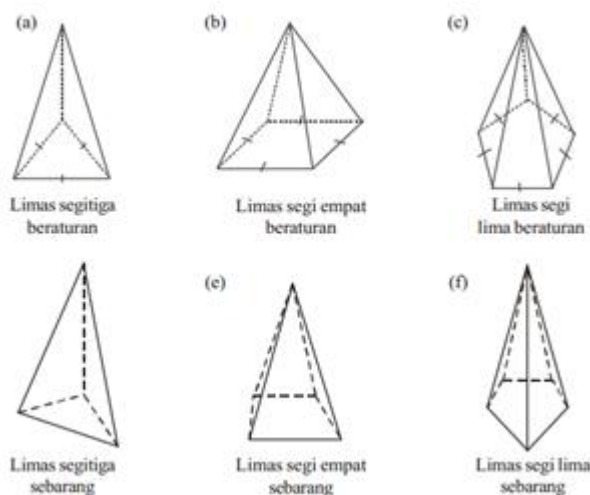 (a)
(b)
(c)
Limas segitiga
beraturan
Limas segi empat
beraturan
Limas segi
lima beraturan
(e)
(f)
Limas segitiga
sebarang
Limas segi empat
sebarang
Limas segi lima
sebarang